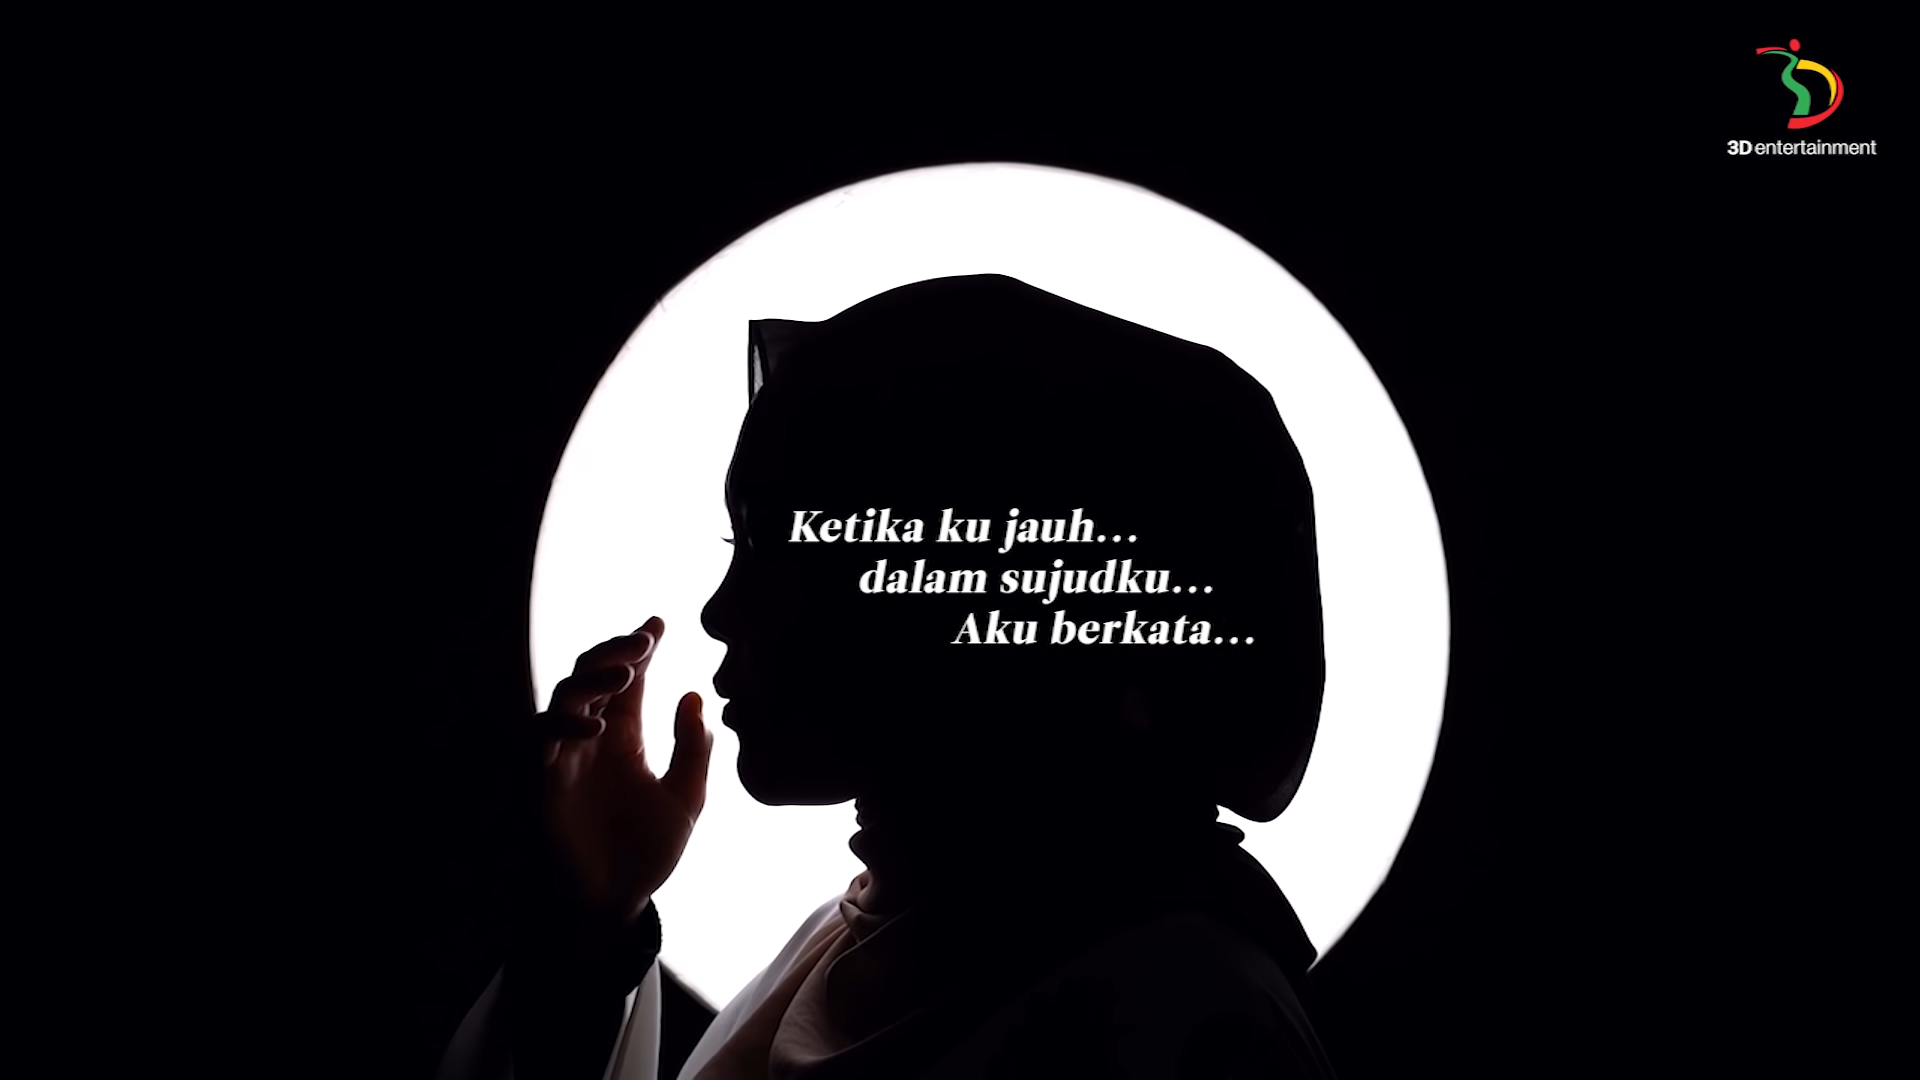 3D entertainment
Ketika ku jauh...
dalam sujudku...
Aku berkata...